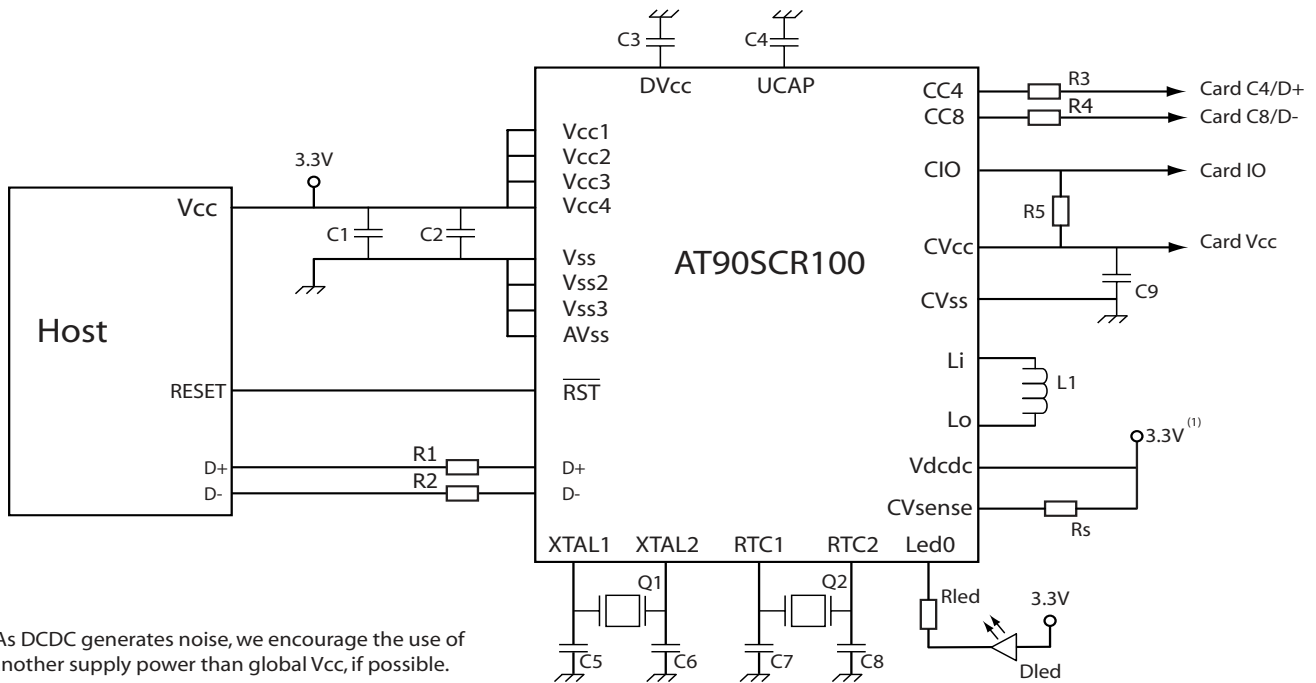 C3
C4
DVcc
UCAP
CC4
R3
Card C4/D+
CC8
R4
Card C8/D-
Vcc1
Vcc2
Vcc3
Vcc4
3.3V
Vcc
C1
C2
CIO
Card IO
R5
CVcc
Card Vcc
C9
CVss
Vss
Vss2
Vss3
AVss
AT90SCR100
Host
Li
L1
Lo
RESET
RST
3.3V (1)
Vdcdc
D+
R1
D+
D-
R2
D-
CVsense
Rs
XTAL1
XTAL2
RTC1
RTC2
Led0
Q1
Q2
Rled
3.3V
C5
C6
C7
C8
Dled
As DCDC generates noise, we encourage the use of
nother supply power than global Vcc, if possible.